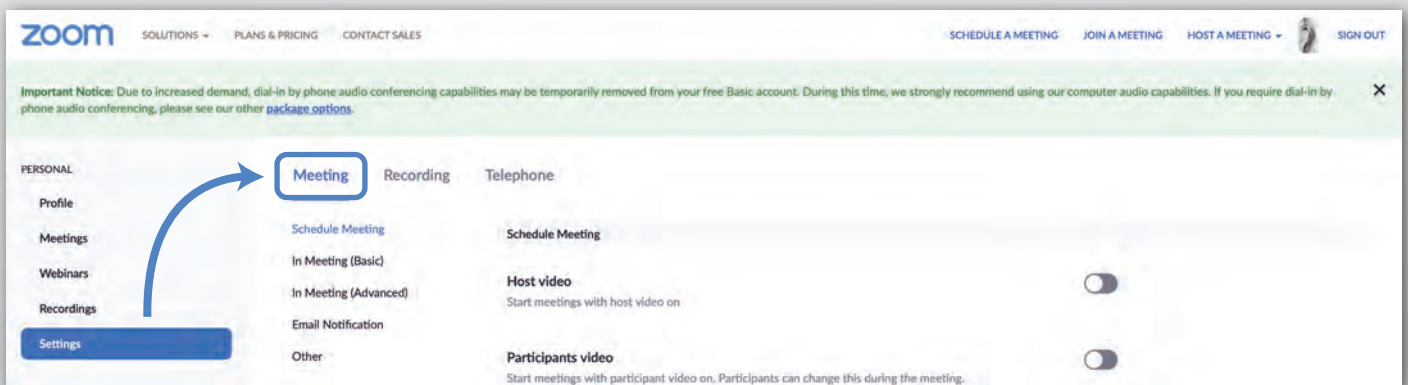 zoom SOLUTIONS PLANS & PRICING CONTACT SALES SCHEDULE A MEETING JOIN A MEETING HOST A MEETING SIGN OUT
Important Notice: Due to increased demand, dial-in by phone audio conferencing capabilities may be temporarily removed from your free Basic account. During this time, we strongly recommend using our computer audio capabilities. If you require dial-in by
phone audio conferencing, please see our other package options.
PERSONAL
Profile
Meetings
Webinars
Recordings
Settings
Meeting Recording Telephone
Schedule Meeting
In Meeting (Basic)
In Meeting (Advanced)
Email Notification
Other
Schedule Meeting
Host video
Start meetings with host video on
Participants video
Start meetings with participant video on. Participants can change this during the meeting.